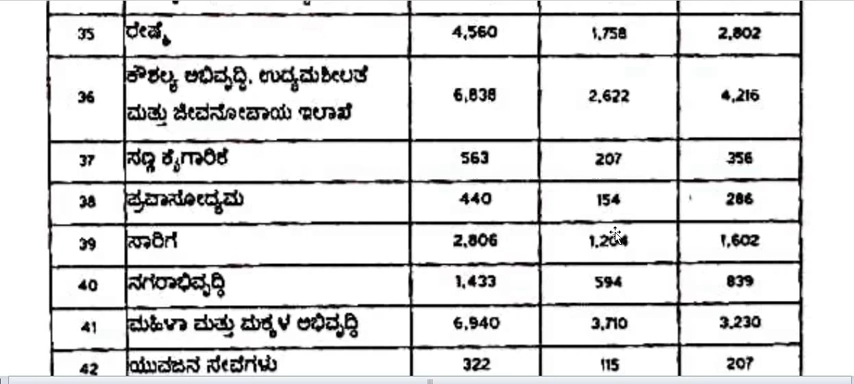 35 ರೇಷ್ಮೆ 4,560 1,758 2,802
36 ಕೌಶಲ್ಯ ಅಭಿವೃದ್ಧಿ, ಉದ್ಯಮಶೀಲತೆ
ಮತ್ತು ಜೀವನೋಪಾಯ ಇಲಾಖೆ 6,838 2,622 4,216
37 ಸಣ್ಣ ಕೈಗಾರಿಕೆ 563 207 356
38 ಪ್ರವಾಸೋದ್ಯಮ 440 154 286
39 ಸಾರಿಗೆ 2,806 1,204 1,602
40 ನಗರಾಭಿವೃದ್ಧಿ 1,433 594 839
41 ಮಹಿಳಾ ಮತ್ತು ಮಕ್ಕಳ ಅಭಿವೃದ್ಧಿ 6,940 3,710 3,230
42 ಯುವಜನ ಸೇವೆಗಳು 322 115 207